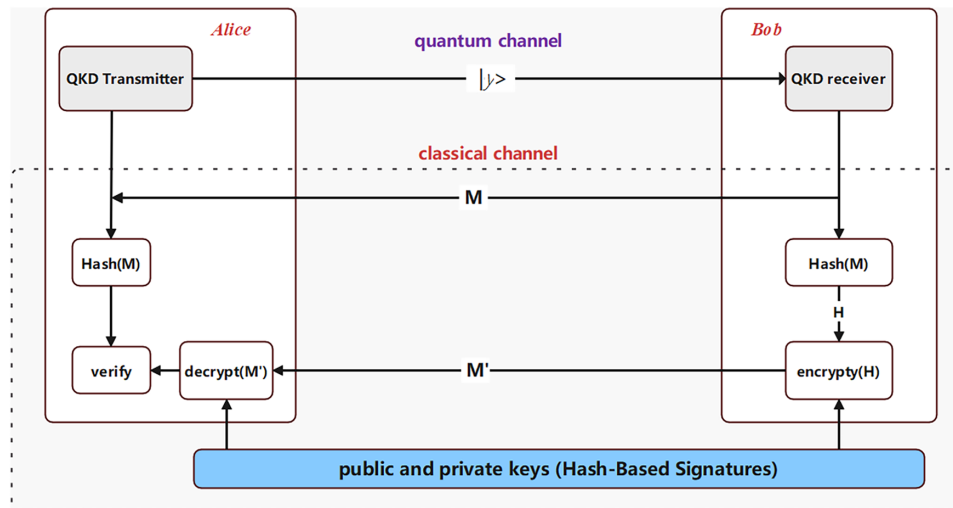 Alice
Bob
quantum channel
QKD Transmitter
|y>
QKD receiver
classical channel
M
Hash(M)
Hash(M)
H
verify
decrypt(M')
M'
encrypty(H)
public and private keys (Hash-Based Signatures)